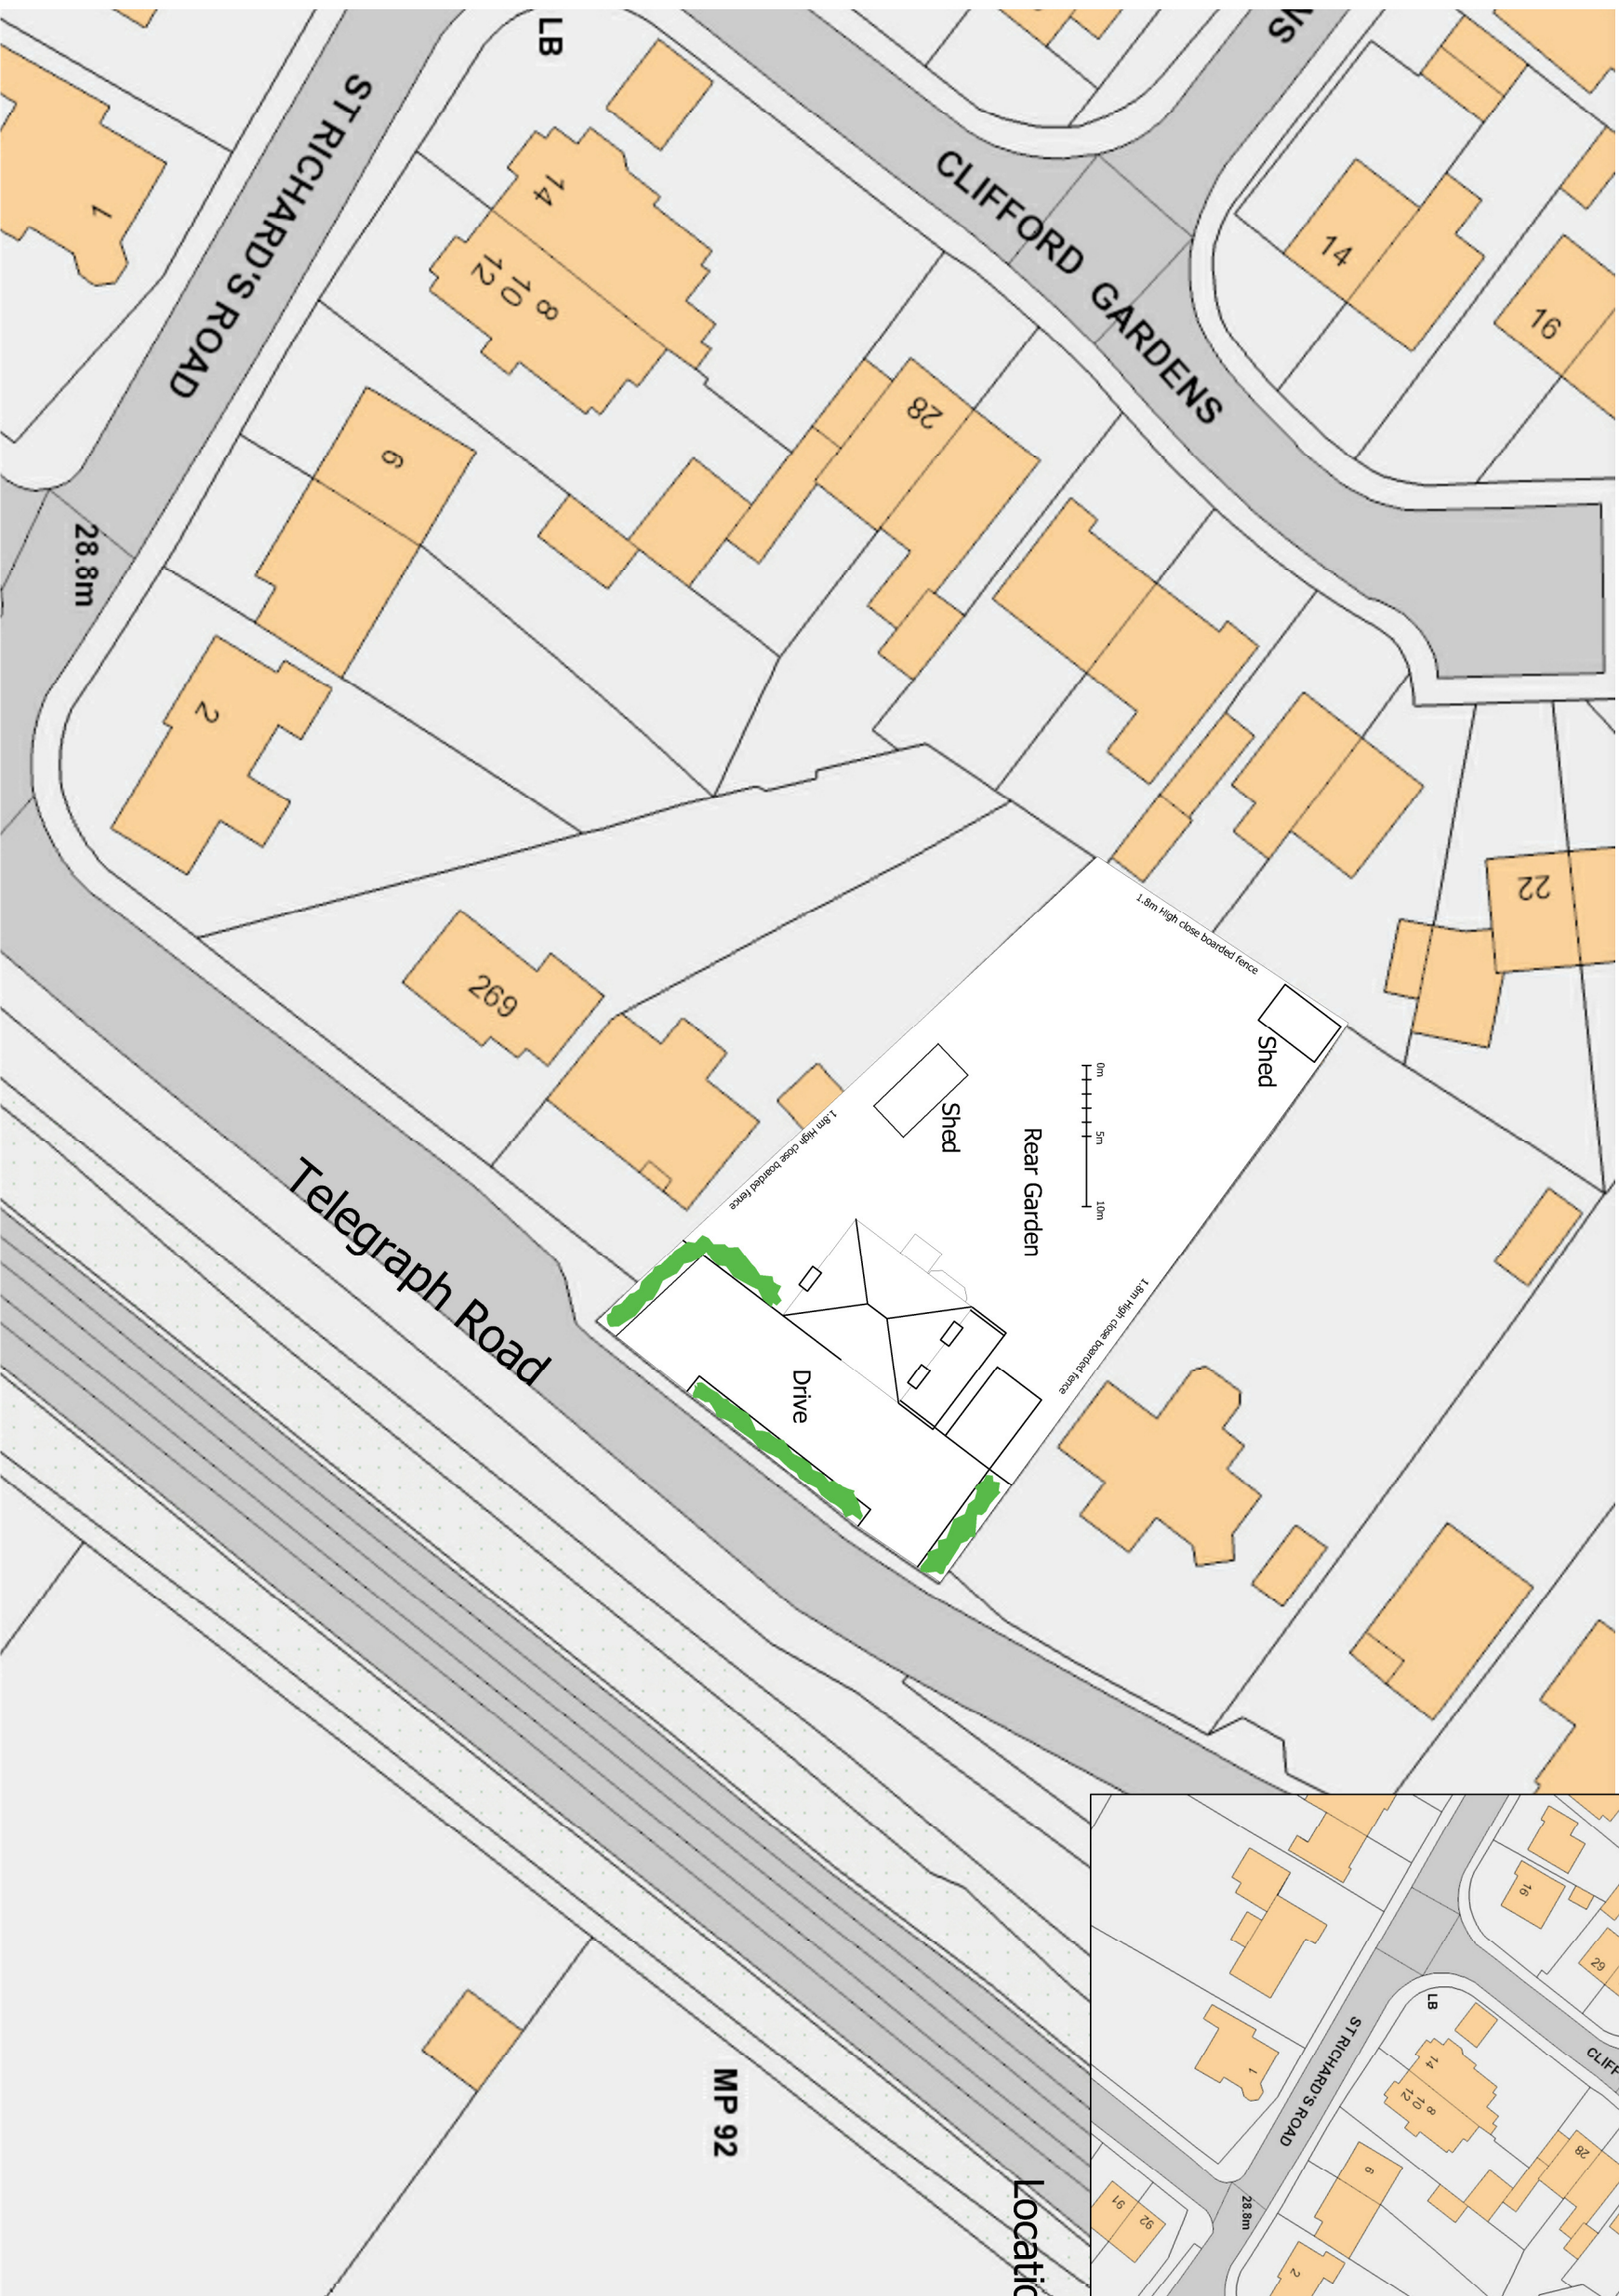 LB
SNS
ST RICHARD'S ROAD
CLIFFORD GARDENS
1
14
12
10
8
14
16
28
6
28.8m
2
22
269
1.8m High close boarded fence
Shed
0m
5m
10m
Shed
Rear Garden
1.8m High close boarded fence
1.8m High close boarded fence
Drive
Telegraph Road
MP 92
Locatio
16
29
LB
CLIFF
ST RICHARD'S ROAD
1
14
12
10
8
28
6
28.8m
91
92
2